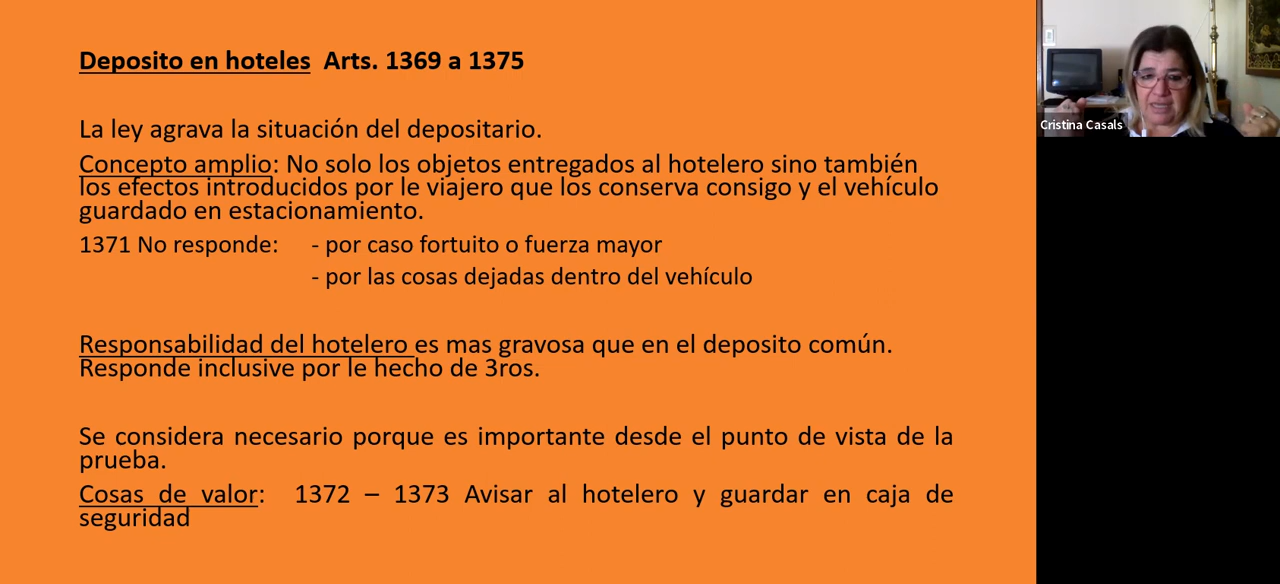 Deposito en hoteles Arts. 1369 a 1375
La ley agrava la situación del depositario.
Concepto amplio: No solo los objetos entregados al hotelero sino también
los efectos introducidos por le viajero que los conserva consigo y el vehículo
guardado en estacionamiento.
1371 No responde: - por caso fortuito o fuerza mayor
- por las cosas dejadas dentro del vehículo
Responsabilidad del hotelero es mas gravosa que en el deposito común.
Responde inclusive por le hecho de 3ros.
Se considera necesario porque es importante desde el punto de vista de la
prueba.
Cosas de valor: 1372 – 1373 Avisar al hotelero y guardar en caja de
seguridad
Cristina Casals